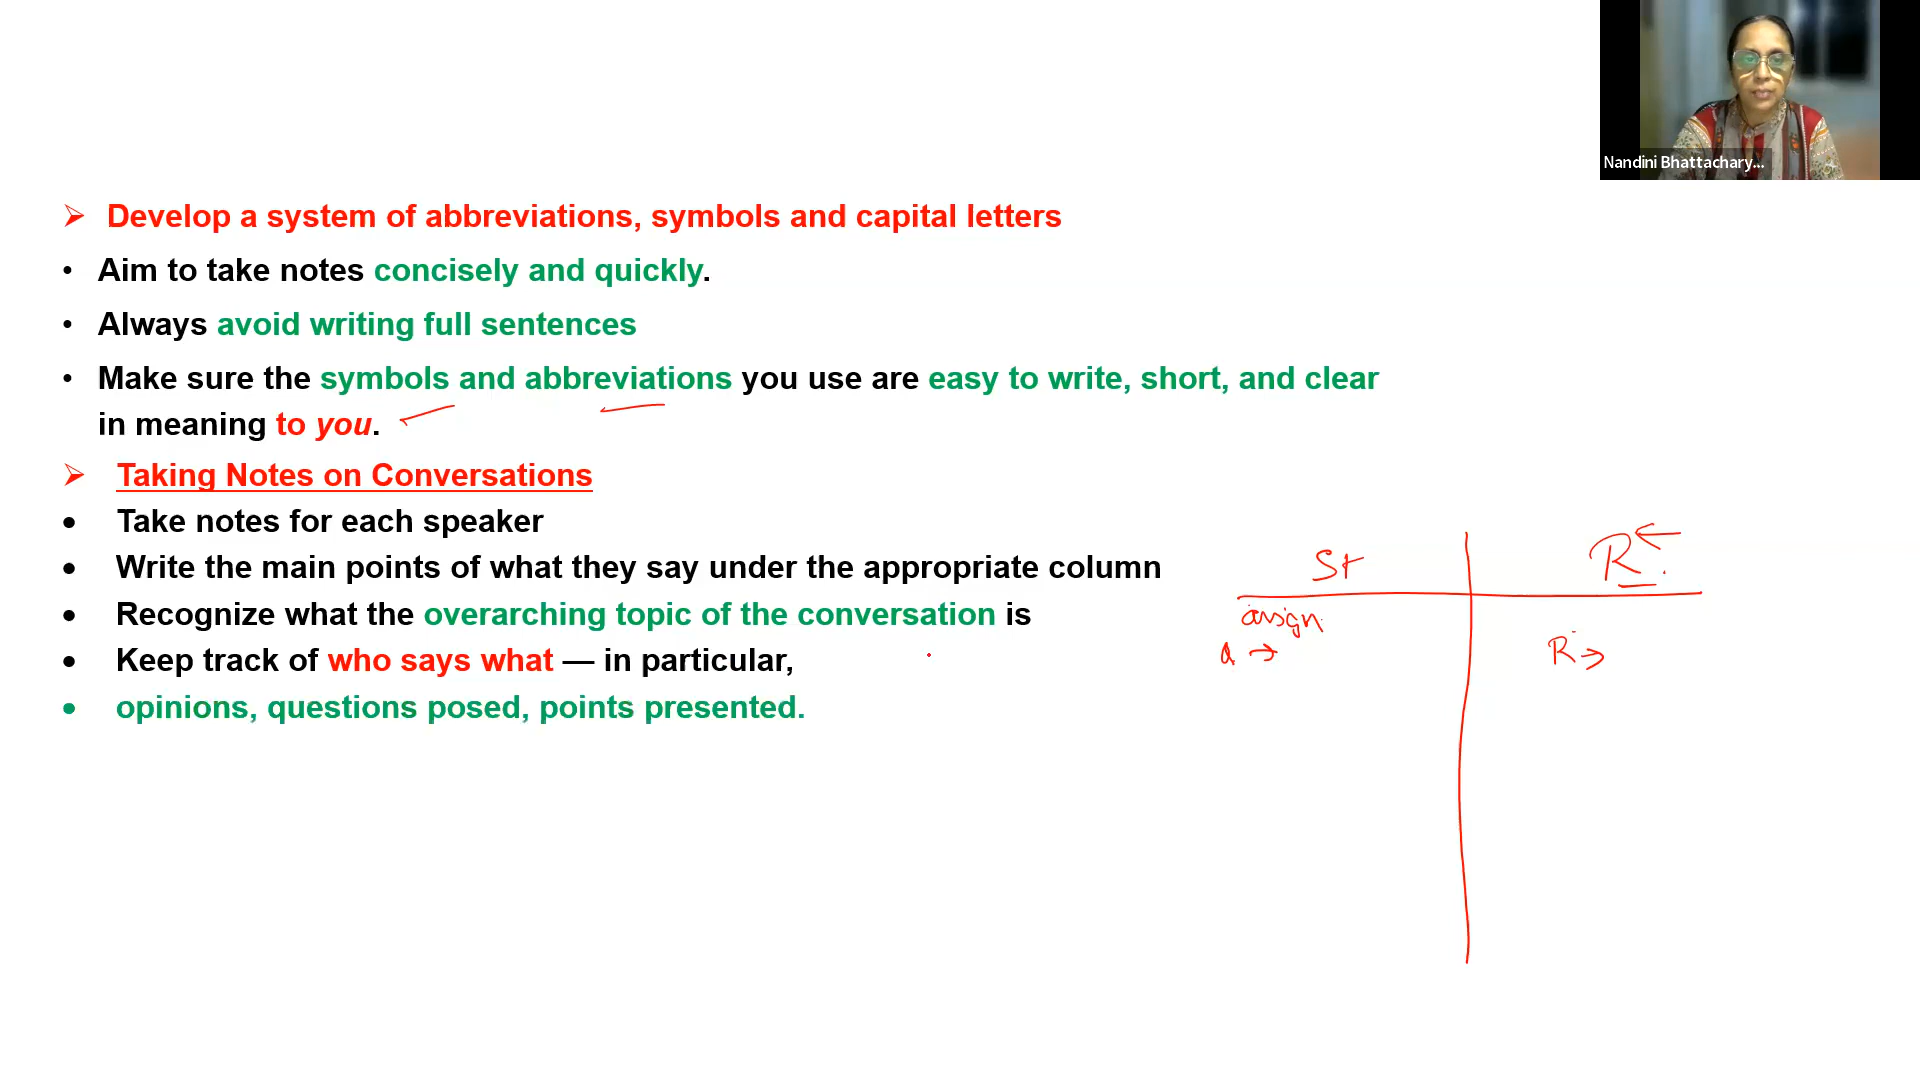 Nandini Bhattachary...
➢ Develop a system of abbreviations, symbols and capital letters
• Aim to take notes concisely and quickly.
• Always avoid writing full sentences
• Make sure the symbols and abbreviations you use are easy to write, short, and clear
in meaning to you.
➢ Taking Notes on Conversations
• Take notes for each speaker
• Write the main points of what they say under the appropriate column
• Recognize what the overarching topic of the conversation is
• Keep track of who says what — in particular,
• opinions, questions posed, points presented.
St R ←
assign
R →